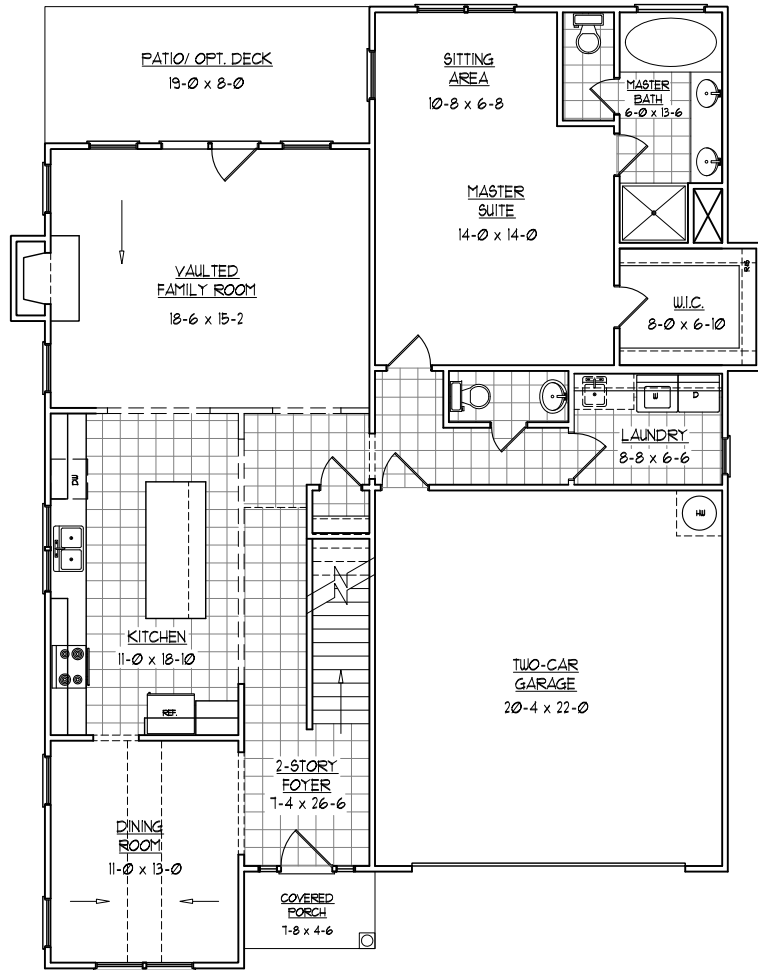 PATIO/ OPT. DECK
19-0 x 8-0
SITTING
AREA
10-8 x 6-8
MASTER
BATH
6-0 x 13-6
MASTER
SUITE
14-0 x 14-0
VAULTED
FAMILY ROOM
18-6 x 15-2
R&S
W.I.C.
8-0 x 6-10
W
D
LAUNDRY
8-8 x 6-6
DW
HW
KITCHEN
11-0 x 18-10
TWO-CAR
GARAGE
20-4 x 22-0
REF.
2-STORY
FOYER
7-4 x 26-6
DINING
ROOM
11-0 x 13-0
COVERED
PORCH
7-8 x 4-6